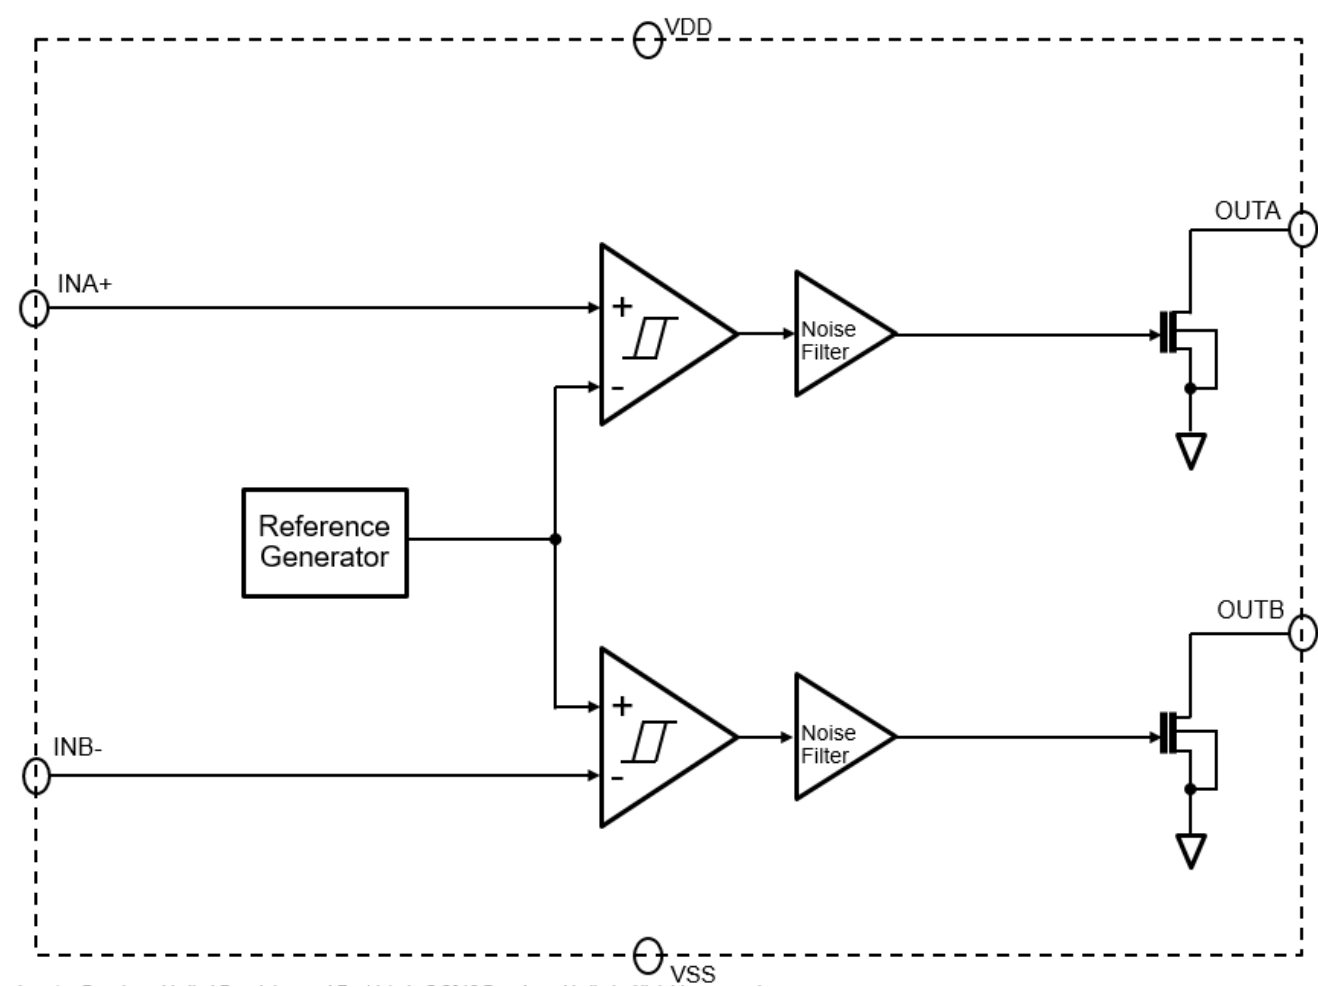 VDD
OUTA
INA+
+
-
Noise
Filter
Reference
Generator
OUTB
+
-
Noise
Filter
INB-
VSS